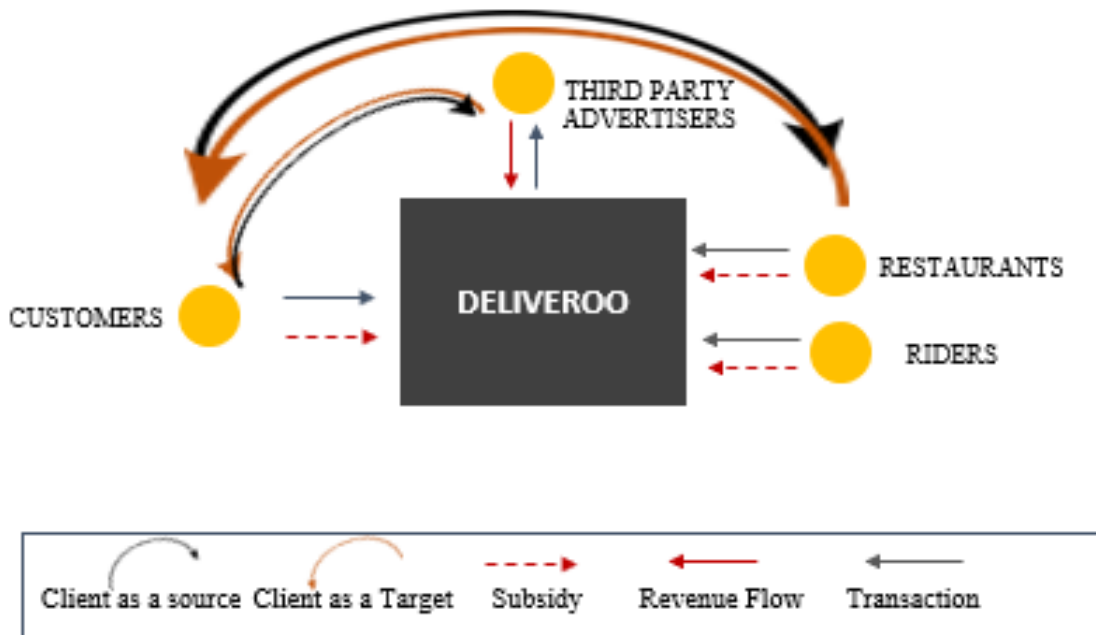 THIRD PARTY
ADVERTISERS
RESTAURANTS
DELIVEROO
CUSTOMERS
RIDERS
Client as a source
Client as a Target
Subsidy
Revenue Flow
Transaction